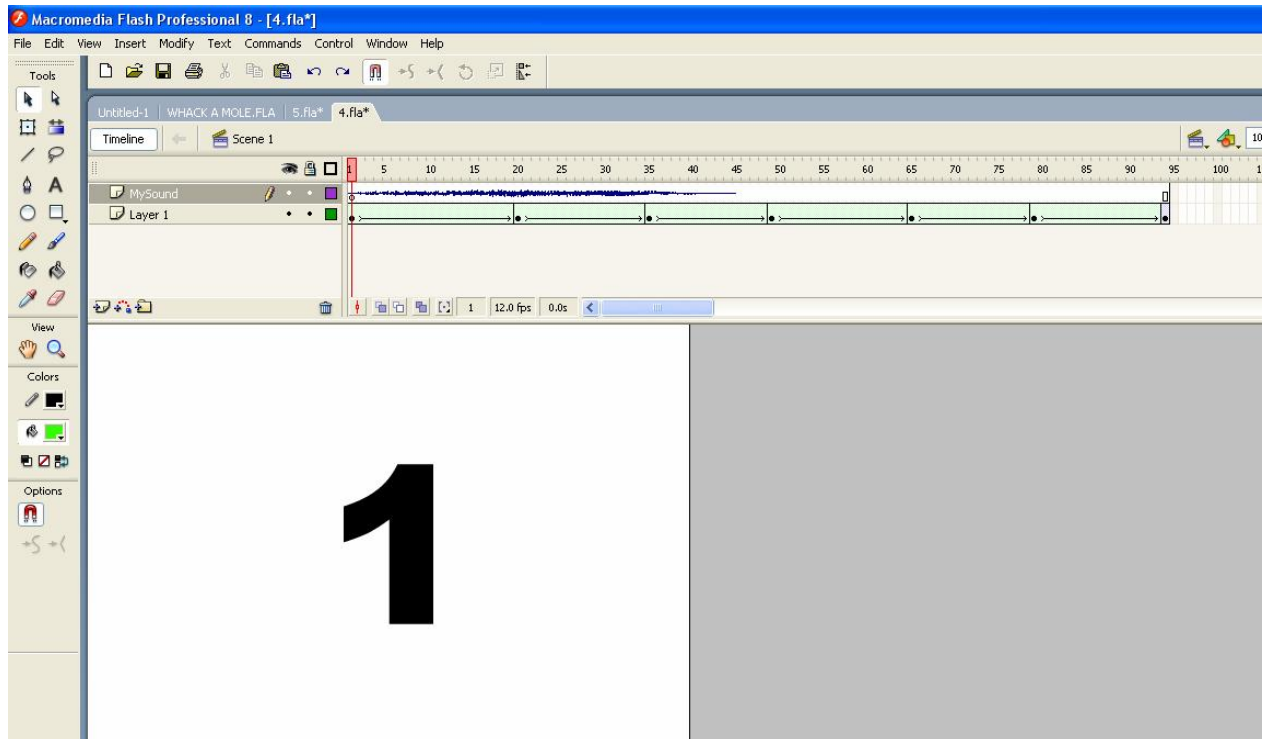 Macromedia Flash Professional 8 - [4.fla*]
File Edit View Insert Modify Text Commands Control Window Help
Tools
Untitled-1 WHACK A MOLE.FLA 5.fla* 4.fla*
Timeline Scene 1 10
1 5 10 15 20 25 30 35 40 45 50 55 60 65 70 75 80 85 90 95 100 1
MySound
Layer 1
1 12.0 fps 0.0s
View
Colors
Options
1